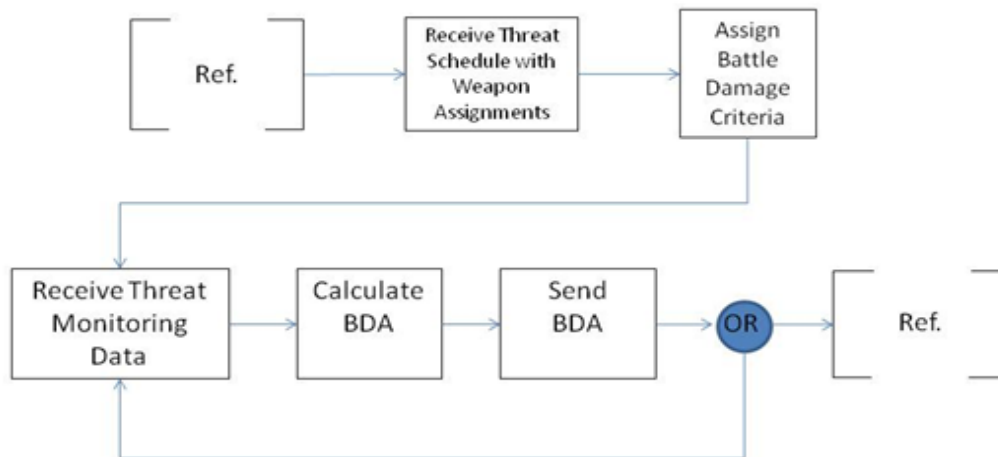 Ref.
Receive Threat
Schedule with
Weapon
Assignments
Assign
Battle
Damage
Criteria
Receive Threat
Monitoring
Data
Calculate
BDA
Send
BDA
OR
Ref.